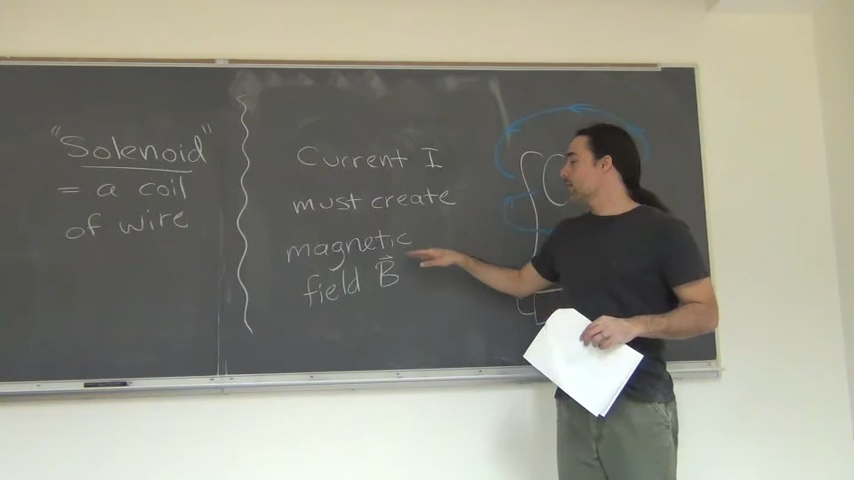 "Solenoid"
= a coil
of wire
Current I
must create
magnetic
field B⃗